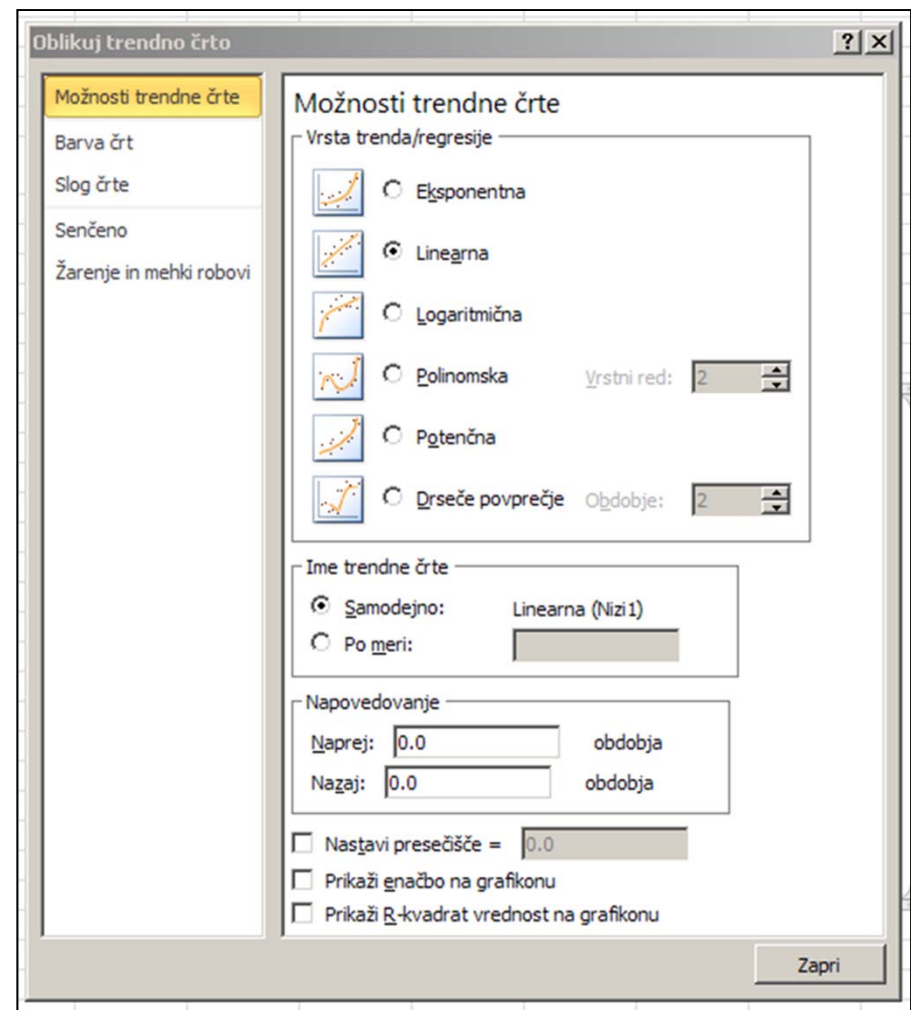 Oblikuj trendno črto
Možnosti trendne črte
Barva črt
Slog črte
Senčeno
Žarenje in mehki robovi
Možnosti trendne črte
Vrsta trenda/regresije
Eksponentna
Linearna
Logaritmična
Polinomska Vrstni red: 2
Potenčna
Drseče povprečje Obdobje: 2
Ime trendne črte
Samodejno: Linearna (Nizi1)
Po meri:
Napovedovanje
Naprej: 0.0 obdobja
Nazaj: 0.0 obdobja
Nastavi presečišče = 0.0
Prikaži enačbo na grafikonu
Prikaži R-kvadrat vrednost na grafikonu
Zapri